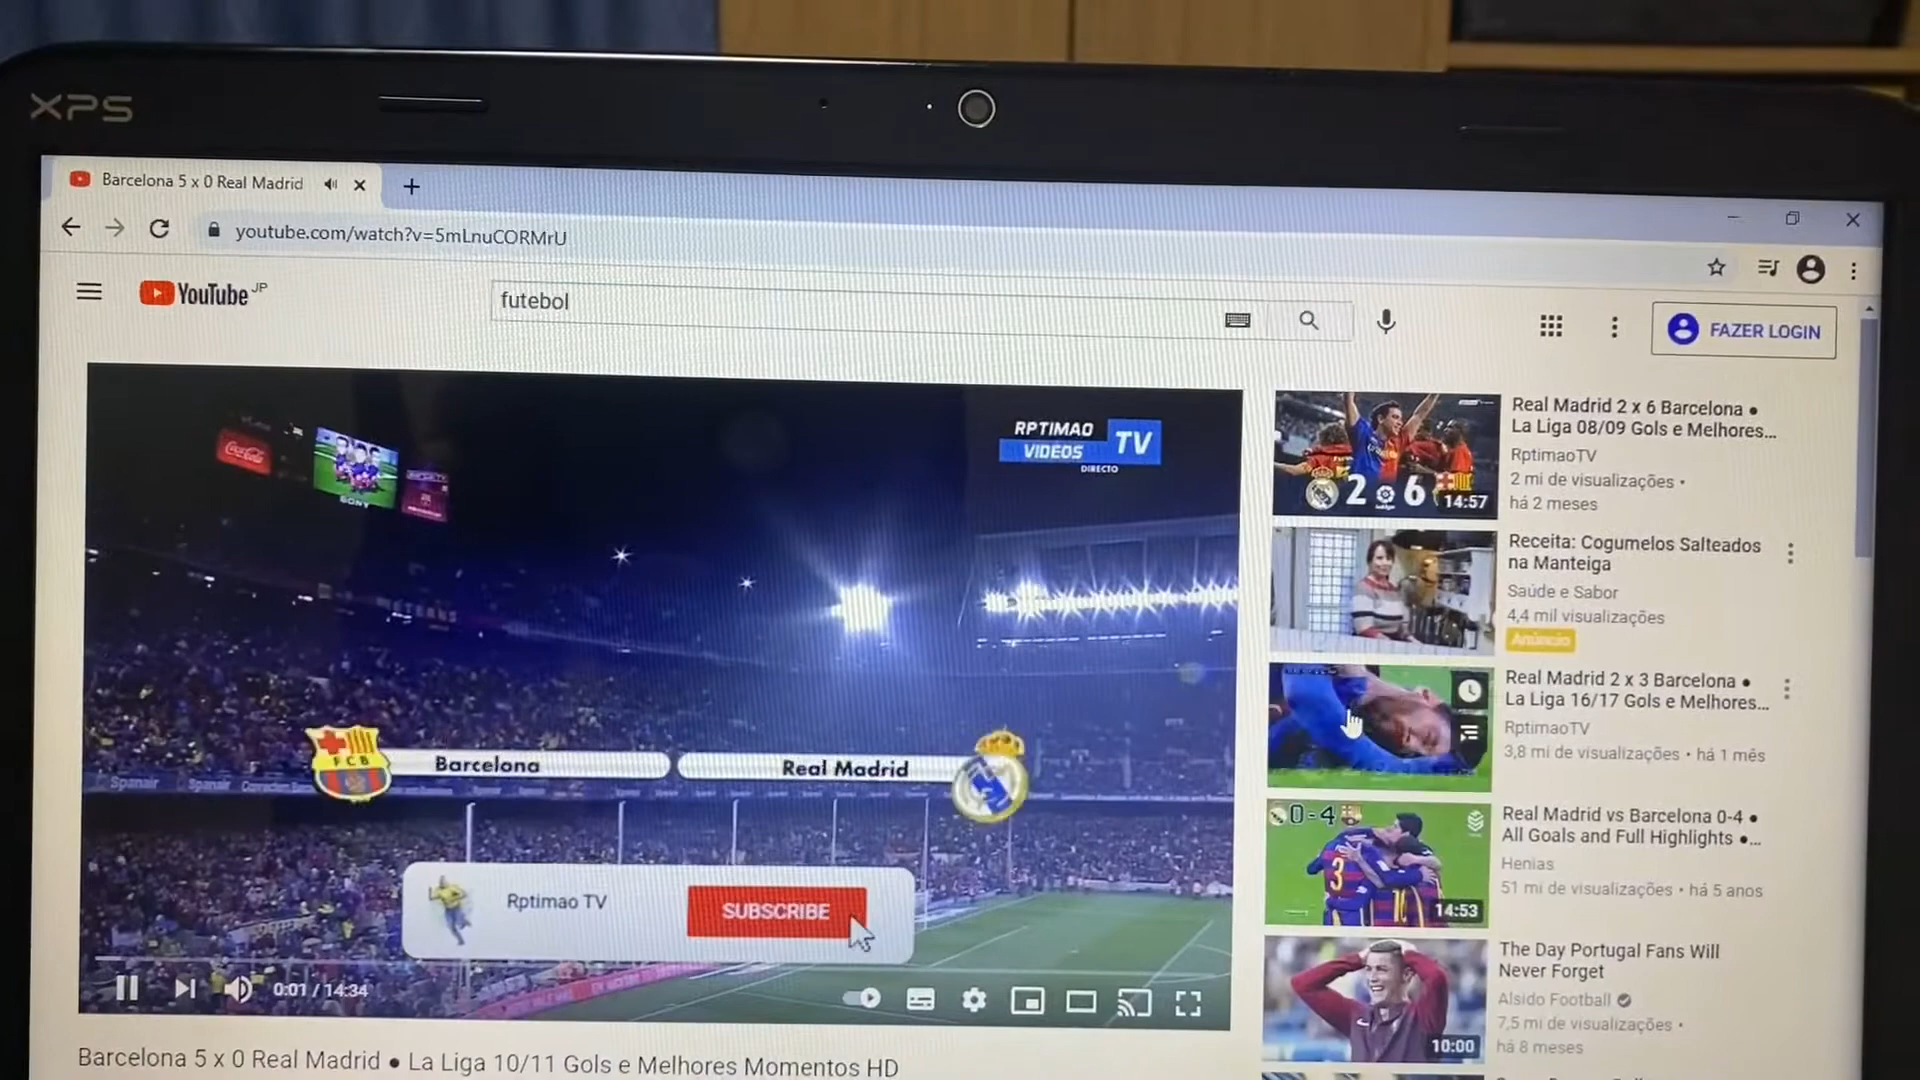 XPS
Barcelona 5 x 0 Real Madrid
youtube.com/watch?v=5mLnuCORMrU
YouTube JP
futebol
FAZER LOGIN
Coca-Cola
SONY
RPTIMAO
VIDEOS
TV
DIRECTO
FCB
Barcelona
Real Madrid
Spanair
Spanair
Rptimao TV
SUBSCRIBE
0:01 / 14:34
Barcelona 5 x 0 Real Madrid ● La Liga 10/11 Gols e Melhores Momentos HD
2 6
14:57
Real Madrid 2 x 6 Barcelona ●
La Liga 08/09 Gols e Melhores...
RptimaoTV
2 mi de visualizações •
há 2 meses
Receita: Cogumelos Salteados
na Manteiga
Saúde e Sabor
4,4 mil visualizações
Anúncio
Real Madrid 2 x 3 Barcelona ●
La Liga 16/17 Gols e Melhores...
RptimaoTV
3,8 mi de visualizações • há 1 mês
0-4
3
10
14:53
Real Madrid vs Barcelona 0-4 ●
All Goals and Full Highlights ●...
Henias
51 mi de visualizações • há 5 anos
10:00
The Day Portugal Fans Will
Never Forget
Alsido Football
7,5 mi de visualizações •
há 8 meses